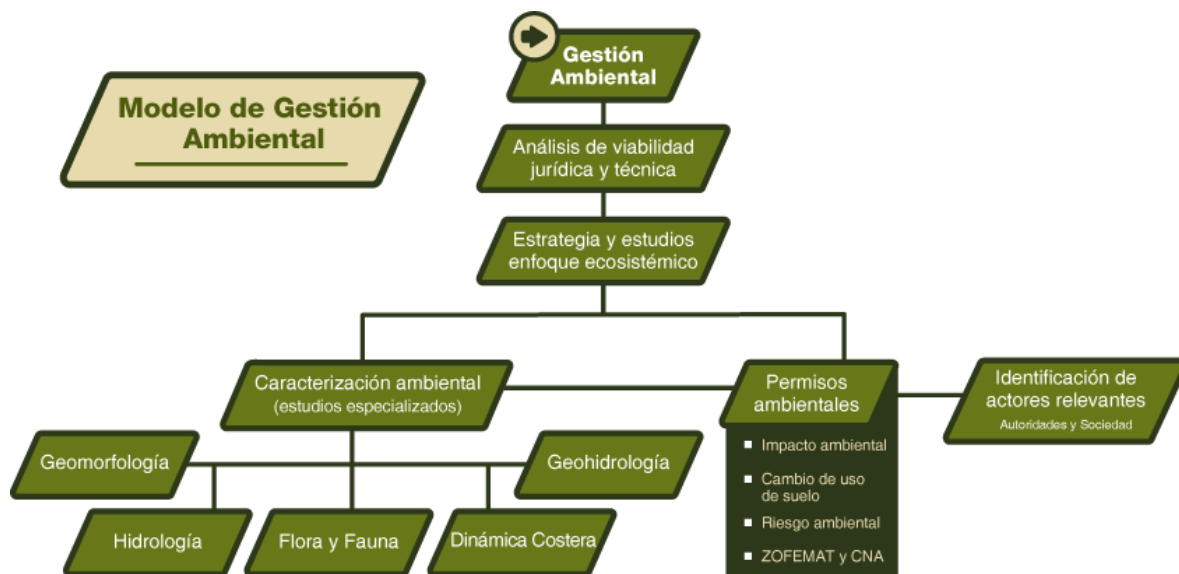 Modelo de Gestión
Ambiental
Gestión
Ambiental
Análisis de viabilidad
jurídica y técnica
Estrategia y estudios
enfoque ecosistémico
Caracterización ambiental
(estudios especializados)
Permisos
ambientales
Identificación de
actores relevantes
Autoridades y Sociedad
Geomorfología
Geohidrología
Hidrología
Flora y Fauna
Dinámica Costera
Impacto ambiental
Cambio de uso
de suelo
Riesgo ambiental
ZOFEMAT y CNA